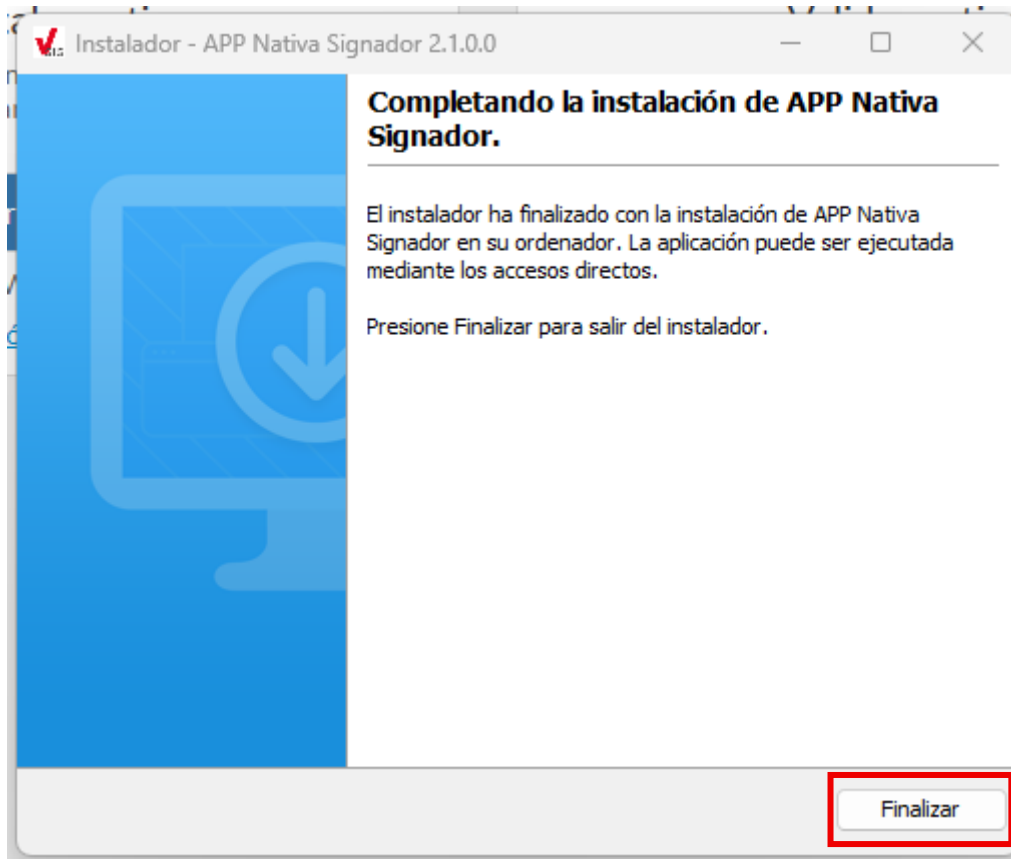 Instalador - APP Nativa Signador 2.1.0.0
Completando la instalación de APP Nativa
Signador.
El instalador ha finalizado con la instalación de APP Nativa
Signador en su ordenador. La aplicación puede ser ejecutada
mediante los accesos directos.
Presione Finalizar para salir del instalador.
Finalizar